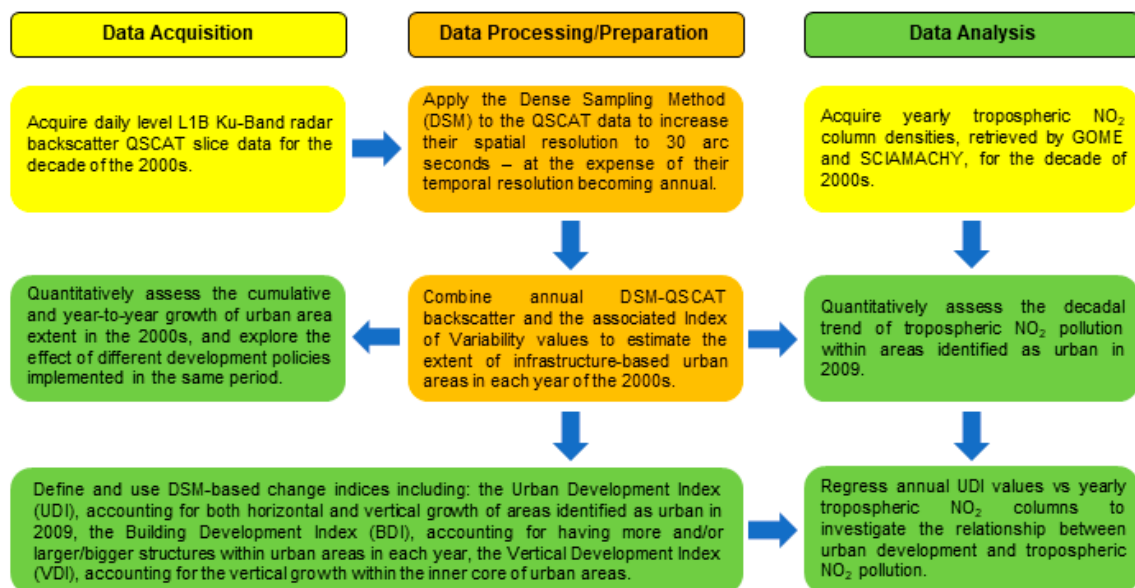 Data Acquisition
Data Processing/Preparation
Data Analysis
Acquire daily level L1B Ku-Band radar
backscatter QSCAT slice data for the
decade of the 2000s.
Apply the Dense Sampling Method
(DSM) to the QSCAT data to increase
their spatial resolution to 30 arc
seconds – at the expense of their
temporal resolution becoming annual.
Acquire yearly tropospheric NO₂
column densities, retrieved by GOME
and SCIAMACHY, for the decade of
2000s.
Quantitatively assess the cumulative
and year-to-year growth of urban area
extent in the 2000s, and explore the
effect of different development policies
implemented in the same period.
Combine annual DSM-QSCAT
backscatter and the associated Index
of Variability values to estimate the
extent of infrastructure-based urban
areas in each year of the 2000s.
Quantitatively assess the decadal
trend of tropospheric NO₂ pollution
within areas identified as urban in
2009.
Define and use DSM-based change indices including: the Urban Development Index
(UDI), accounting for both horizontal and vertical growth of areas identified as urban in
2009, the Building Development Index (BDI), accounting for having more and/or
larger/bigger structures within urban areas in each year, the Vertical Development Index
(VDI), accounting for the vertical growth within the inner core of urban areas.
Regress annual UDI values vs yearly
tropospheric NO₂ columns to
investigate the relationship between
urban development and tropospheric
NO₂ pollution.